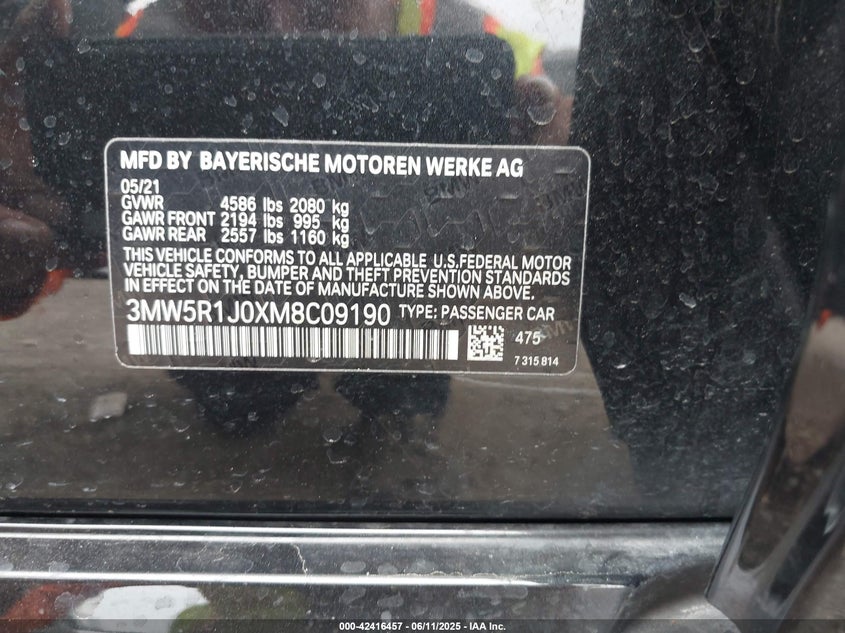 MFD BY BAYERISCHE MOTOREN WERKE AG
05/21
GVWR 4586 lbs 2080 kg
GAWR FRONT 2194 lbs 995 kg
GAWR REAR 2557 lbs 1160 kg
THIS VEHICLE CONFORMS TO ALL APPLICABLE U.S.FEDERAL MOTOR
VEHICLE SAFETY, BUMPER AND THEFT PREVENTION STANDARDS
IN EFFECT ON THE DATE OF MANUFACTURE SHOWN ABOVE.
3MW5R1J0XM8C09190 TYPE: PASSENGER CAR
475
7 315 814
000-42416457 - 06/11/2025 - IAA Inc.